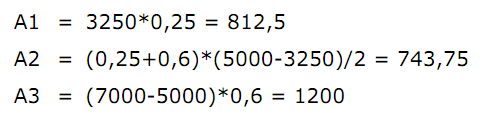 A1 = 3250*0,25 = 812,5
A2 = (0,25+0,6)*(5000-3250)/2 = 743,75
A3 = (7000-5000)*0,6 = 1200